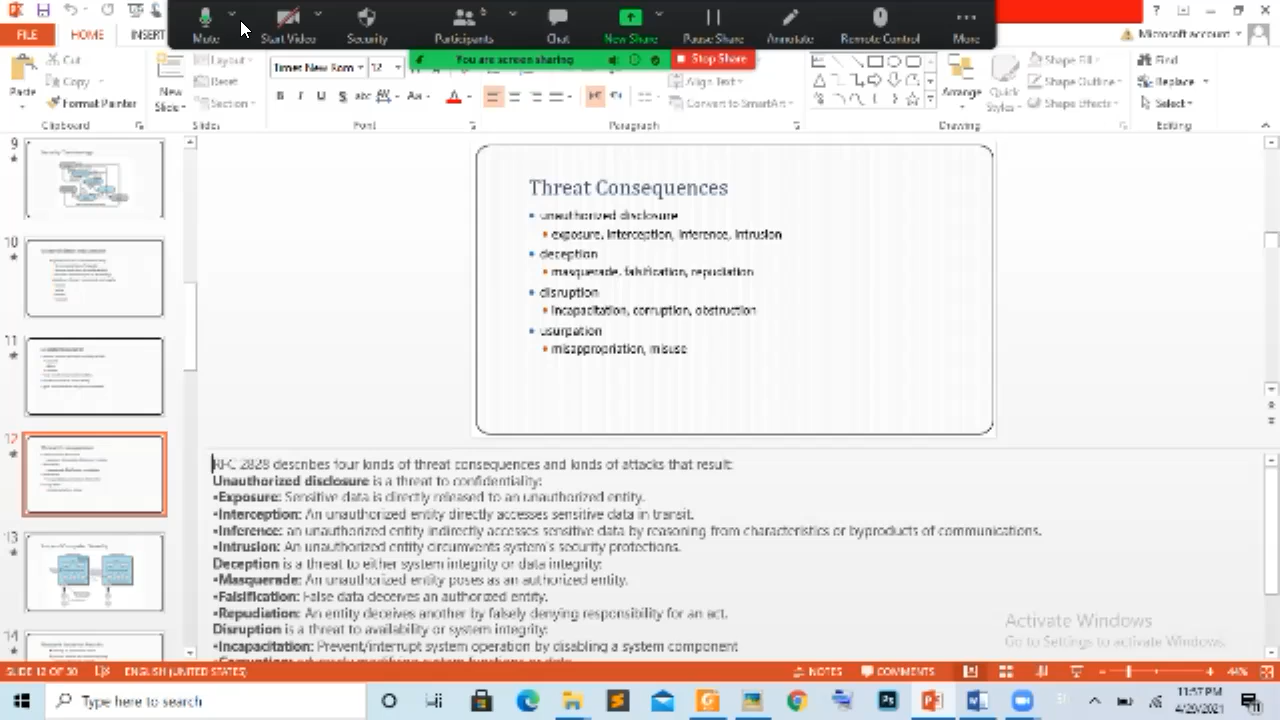 Mute
Start Video
Security
Participants
Chat
New Share
Pause Share
Annotate
Remote Control
More
You are screen sharing
Stop Share
Microsoft account
FILE
HOME
INSERT
Cut
Copy
Format Painter
Paste
Clipboard
New
Slide
Layout
Reset
Section
Slides
Times New Rom
12
B I U S abc AV Aa A
Font
Align Text
Convert to SmartArt
Paragraph
Arrange
Quick
Styles
Shape Fill
Shape Outline
Shape Effects
Drawing
Find
Replace
Select
Editing
9
10
11
12
13
14
Threat Consequences
unauthorized disclosure
exposure, interception, inference, intrusion
deception
masquerade, falsification, repudiation
disruption
incapacitation, corruption, obstruction
usurpation
misappropriation, misuse
RFC 2828 describes four kinds of threat consequences and kinds of attacks that result:
Unauthorized disclosure is a threat to confidentiality:
•Exposure: Sensitive data is directly released to an unauthorized entity.
•Interception: An unauthorized entity directly accesses sensitive data in transit.
•Inference: an unauthorized entity indirectly accesses sensitive data by reasoning from characteristics or byproducts of communications.
•Intrusion: An unauthorized entity circumvents system's security protections.
Deception is a threat to either system integrity or data integrity:
•Masquerade: An unauthorized entity poses as an authorized entity.
•Falsification: False data deceives an authorized entity.
•Repudiation: An entity deceives another by falsely denying responsibility for an act.
Disruption is a threat to availability or system integrity:
•Incapacitation: Prevent/interrupt system operation by disabling a system component
Activate Windows
Go to Settings to activate Windows.
SLIDE 12 OF 30
ENGLISH (UNITED STATES)
NOTES
COMMENTS
44%
Type here to search
11:57 PM
4/20/2021